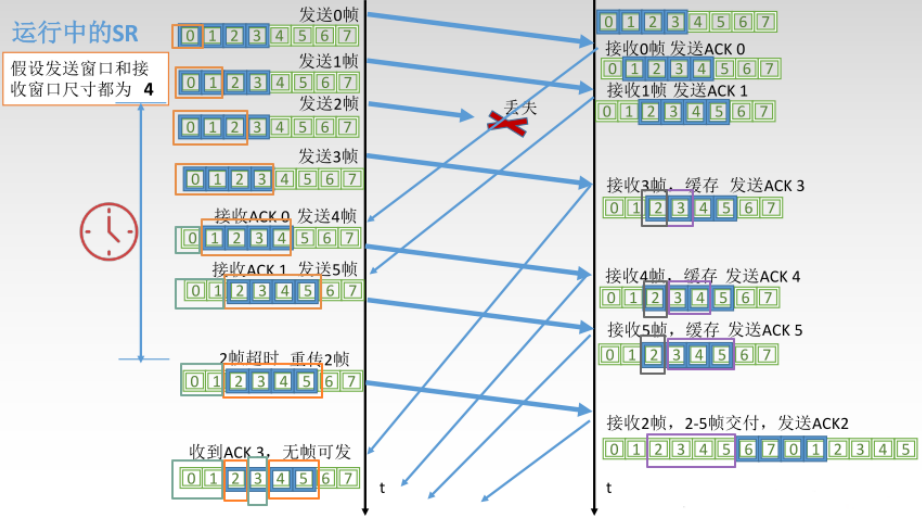 运行中的SR
假设发送窗口和接
收窗口尺寸都为 4
发送0帧
0 1 2 3 4 5 6 7
发送1帧
0 1 2 3 4 5 6 7
发送2帧
0 1 2 3 4 5 6 7
发送3帧
0 1 2 3 4 5 6 7
接收ACK 0 发送4帧
0 1 2 3 4 5 6 7
接收ACK 1 发送5帧
0 1 2 3 4 5 6 7
2帧超时 重传2帧
0 1 2 3 4 5 6 7
收到ACK 3，无帧可发
0 1 2 3 4 5 6 7
t
丢失
0 1 2 3 4 5 6 7
接收0帧 发送ACK 0
0 1 2 3 4 5 6 7
接收1帧 发送ACK 1
0 1 2 3 4 5 6 7
接收3帧，缓存 发送ACK 3
0 1 2 3 4 5 6 7
接收4帧，缓存 发送ACK 4
0 1 2 3 4 5 6 7
接收5帧，缓存 发送ACK 5
0 1 2 3 4 5 6 7
接收2帧，2-5帧交付，发送ACK2
0 1 2 3 4 5 6 7 0 1 2 3 4 5
t